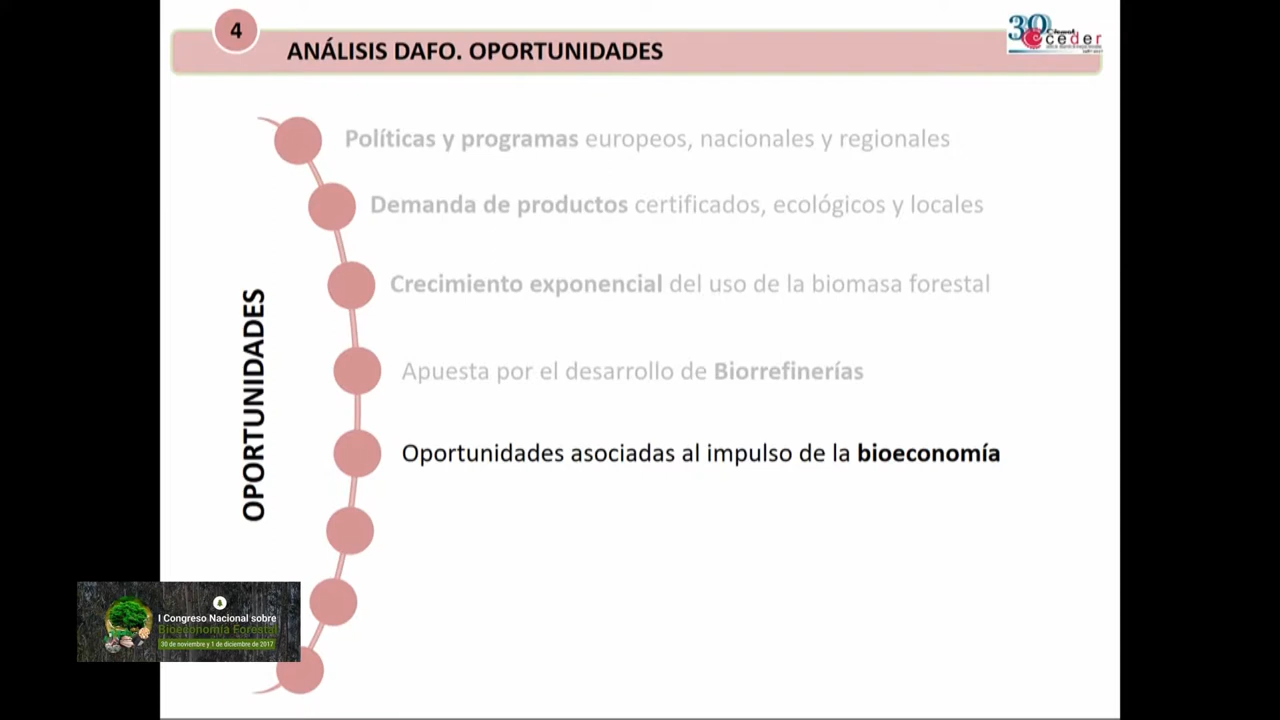 4
ANÁLISIS DAFO. OPORTUNIDADES
30
ceder
Políticas y programas europeos, nacionales y regionales
Demanda de productos certificados, ecológicos y locales
Crecimiento exponencial del uso de la biomasa forestal
Apuesta por el desarrollo de Biorrefinerías
Oportunidades asociadas al impulso de la bioeconomía
OPORTUNIDADES
I Congreso Nacional sobre
Bioeconomía Forestal
30 de noviembre y 1 de diciembre de 2017